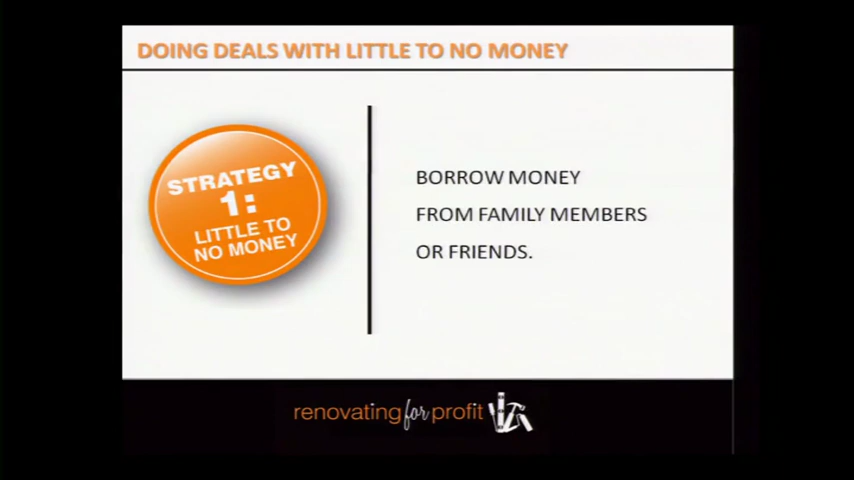 DOING DEALS WITH LITTLE TO NO MONEY
STRATEGY
1:
LITTLE TO
NO MONEY
BORROW MONEY
FROM FAMILY MEMBERS
OR FRIENDS.
renovating for profit